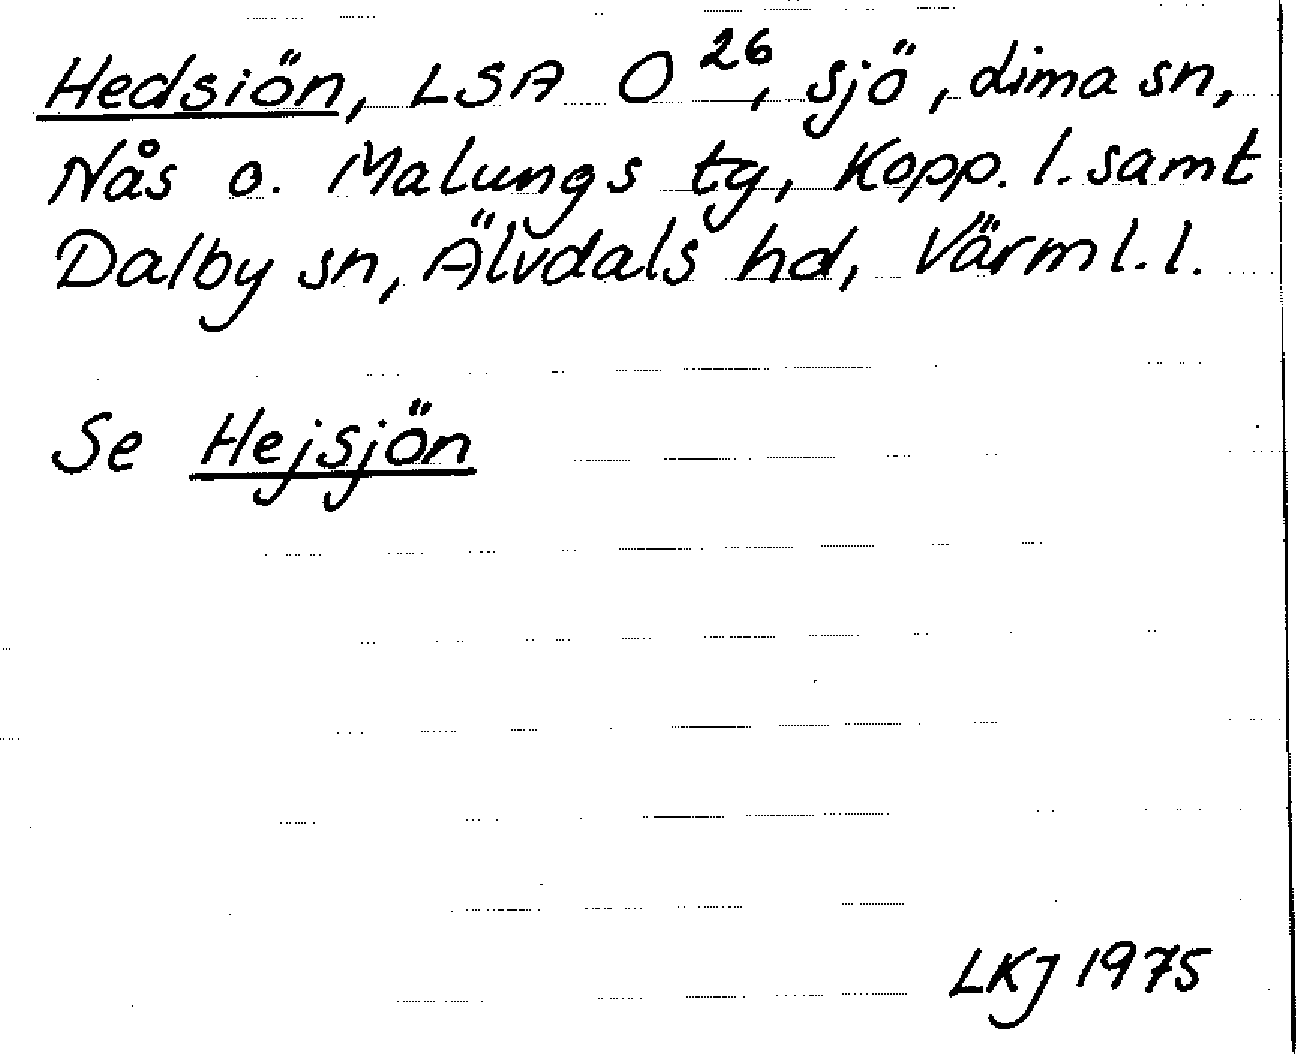 Hedsiön, LSA O 26, sjö, Lima sn,
Nås o. Malungs tg, Kopp. l. samt
Dalby sn, Älvdals hd, Värml. l.
Se Hejsjön
LKJ 1975